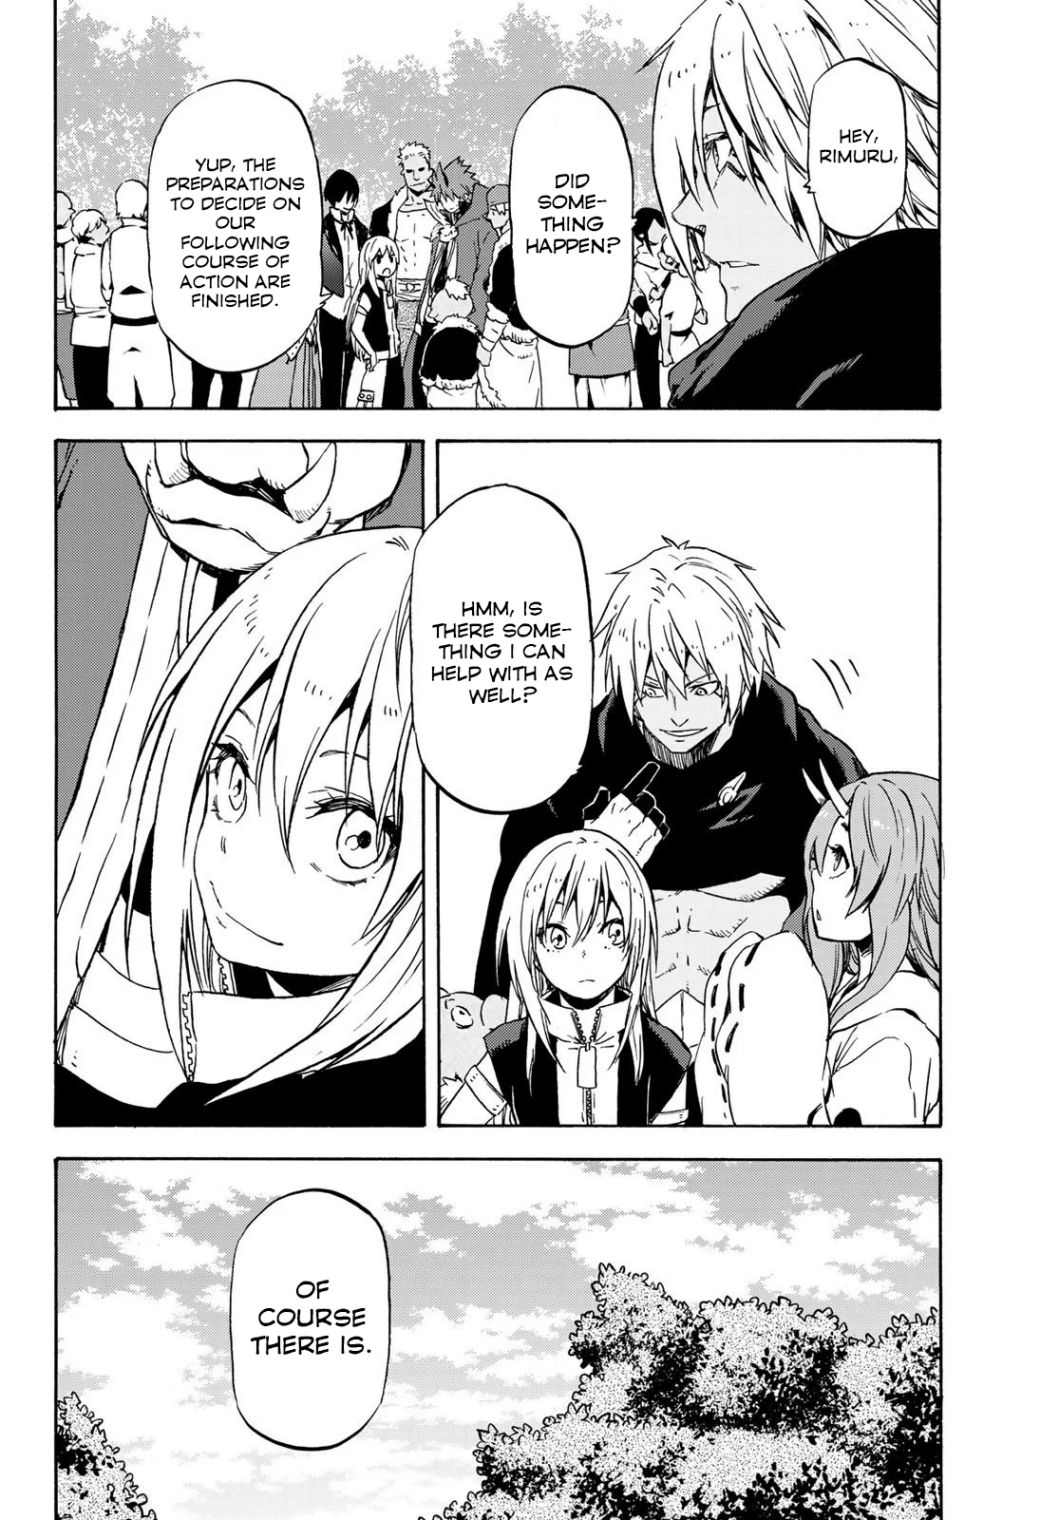 HEY,
RIMURU,
DID
SOME-
THING
HAPPEN?
YUP, THE
PREPARATIONS
TO DECIDE ON
OUR
FOLLOWING
COURSE OF
ACTION ARE
FINISHED.
HMM, IS
THERE SOME-
THING I CAN
HELP WITH AS
WELL?
OF
COURSE
THERE IS.